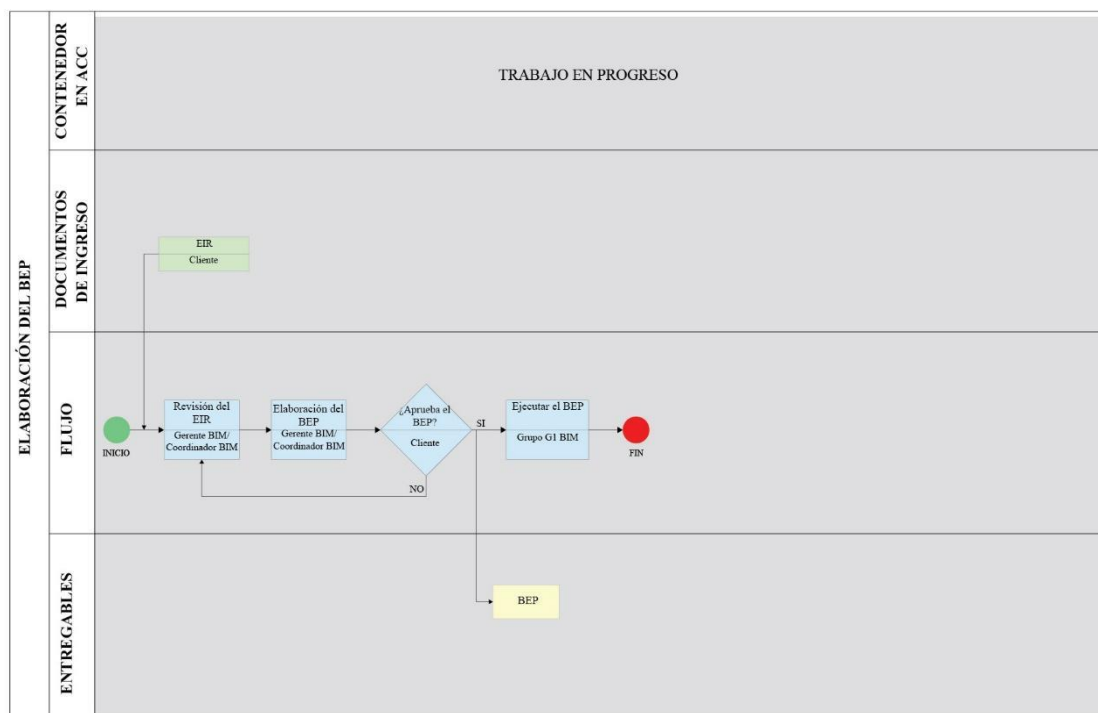 ELABORACIÓN DEL BEP
CONTENEDOR
EN ACC
TRABAJO EN PROGRESO
DOCUMENTOS
DE INGRESO
EIR
Cliente
FLUJO
INICIO
Revisión del
EIR
Gerente BIM/
Coordinador BIM
Elaboración del
BEP
Gerente BIM/
Coordinador BIM
¿Aprueba el
BEP?
Cliente
SI
NO
Ejecutar el BEP
Grupo G1 BIM
FIN
ENTREGABLES
BEP